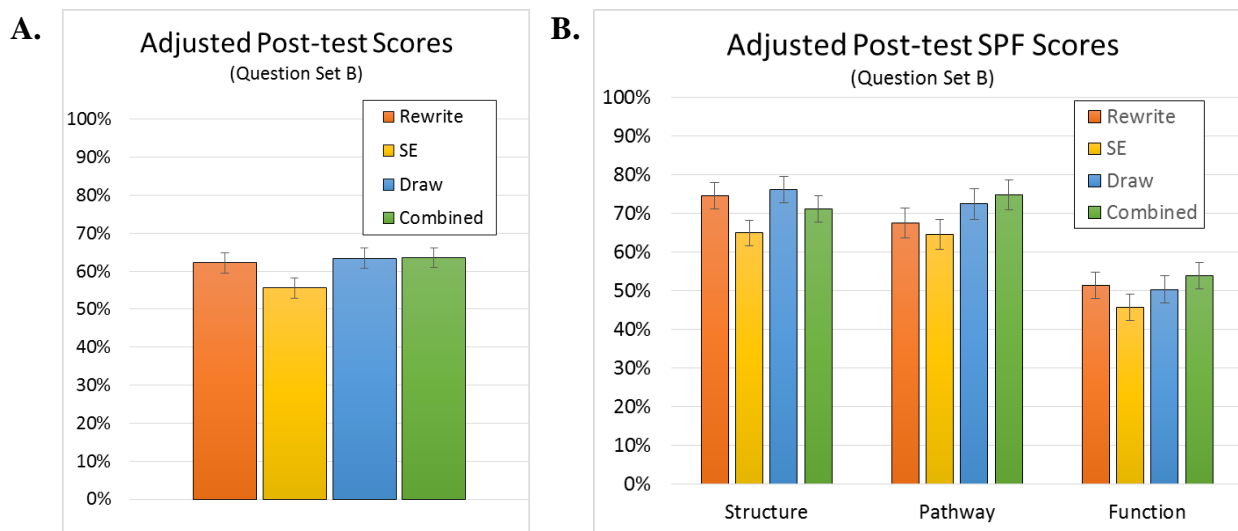 A.
Adjusted Post-test Scores
(Question Set B)
Rewrite
SE
Draw
Combined
100%
90%
80%
70%
60%
50%
40%
30%
20%
10%
0%
B.
Adjusted Post-test SPF Scores
(Question Set B)
Rewrite
SE
Draw
Combined
100%
90%
80%
70%
60%
50%
40%
30%
20%
10%
0%
Structure Pathway Function